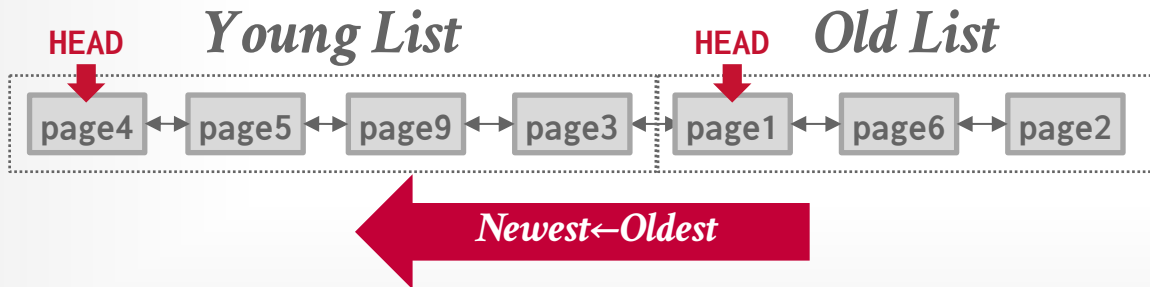 Young List
Old List
HEAD
HEAD
page4 page5 page9 page3 page1 page6 page2
Newest←Oldest